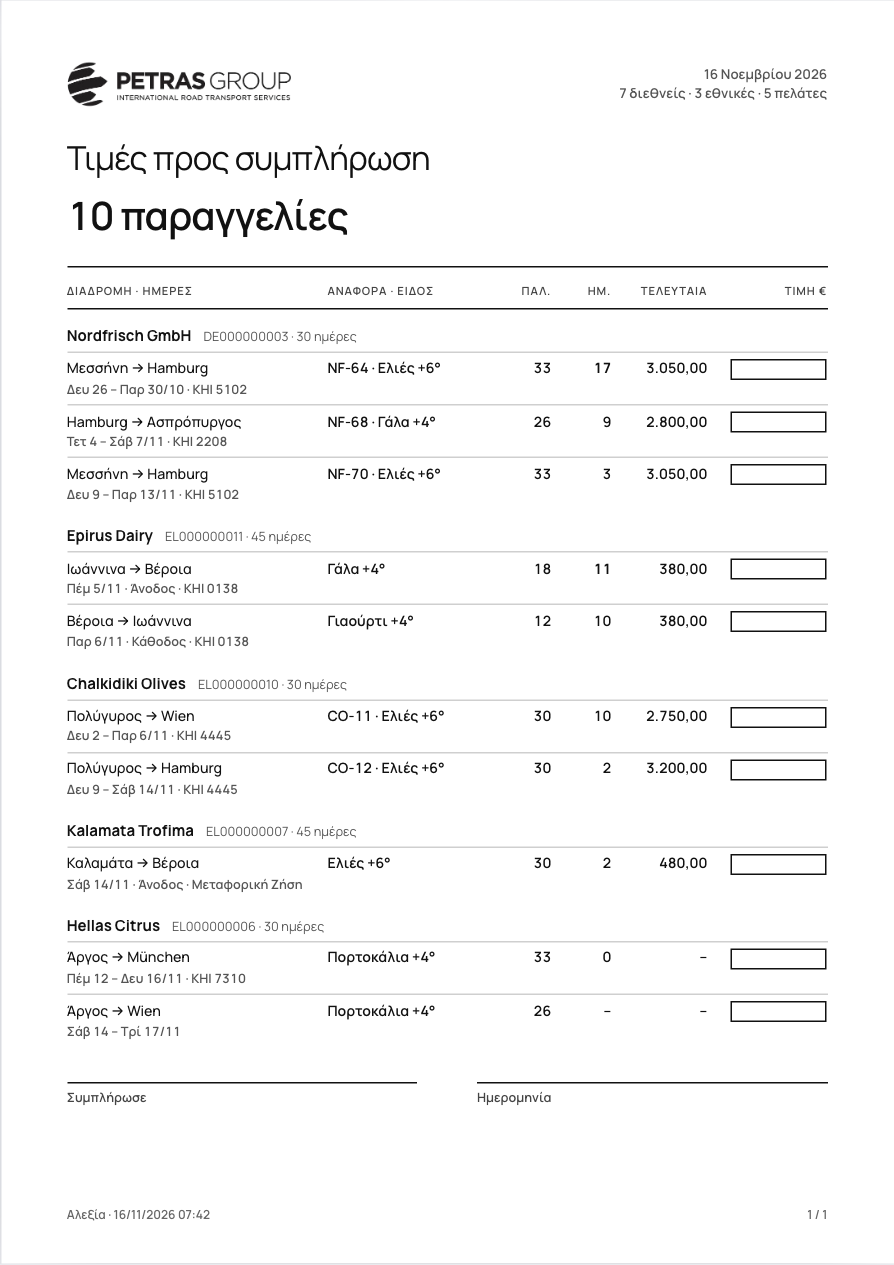 PETRAS GROUP
INTERNATIONAL ROAD TRANSPORT SERVICES
16 Νοεμβρίου 2026
7 διεθνείς · 3 εθνικές · 5 πελάτες
Τιμές προς συμπλήρωση
10 παραγγελίες
ΔΙΑΔΡΟΜΗ · ΗΜΕΡΕΣ ΑΝΑΦΟΡΑ · ΕΙΔΟΣ ΠΑΛ. ΗΜ. ΤΕΛΕΥΤΑΙΑ ΤΙΜΗ €
Nordfrisch GmbH DE000000003 · 30 ημέρες
Μεσσήνη → Hamburg NF-64 · Ελιές +6° 33 17 3.050,00
Δευ 26 – Παρ 30/10 · ΚΗΙ 5102
Hamburg → Ασπρόπυργος NF-68 · Γάλα +4° 26 9 2.800,00
Τετ 4 – Σάβ 7/11 · ΚΗΙ 2208
Μεσσήνη → Hamburg NF-70 · Ελιές +6° 33 3 3.050,00
Δευ 9 – Παρ 13/11 · ΚΗΙ 5102
Epirus Dairy EL000000011 · 45 ημέρες
Ιωάννινα → Βέροια Γάλα +4° 18 11 380,00
Πέμ 5/11 · Άνοδος · ΚΗΙ 0138
Βέροια → Ιωάννινα Γιαούρτι +4° 12 10 380,00
Παρ 6/11 · Κάθοδος · ΚΗΙ 0138
Chalkidiki Olives EL000000010 · 30 ημέρες
Πολύγυρος → Wien CO-11 · Ελιές +6° 30 10 2.750,00
Δευ 2 – Παρ 6/11 · ΚΗΙ 4445
Πολύγυρος → Hamburg CO-12 · Ελιές +6° 30 2 3.200,00
Δευ 9 – Σάβ 14/11 · ΚΗΙ 4445
Kalamata Trofima EL000000007 · 45 ημέρες
Καλαμάτα → Βέροια Ελιές +6° 30 2 480,00
Σάβ 14/11 · Άνοδος · Μεταφορική Ζήση
Hellas Citrus EL000000006 · 30 ημέρες
Άργος → München Πορτοκάλια +4° 33 0 –
Πέμ 12 – Δευ 16/11 · ΚΗΙ 7310
Άργος → Wien Πορτοκάλια +4° 26 – –
Σάβ 14 – Τρί 17/11
Συμπλήρωσε Ημερομηνία
Αλεξία · 16/11/2026 07:42 1 / 1